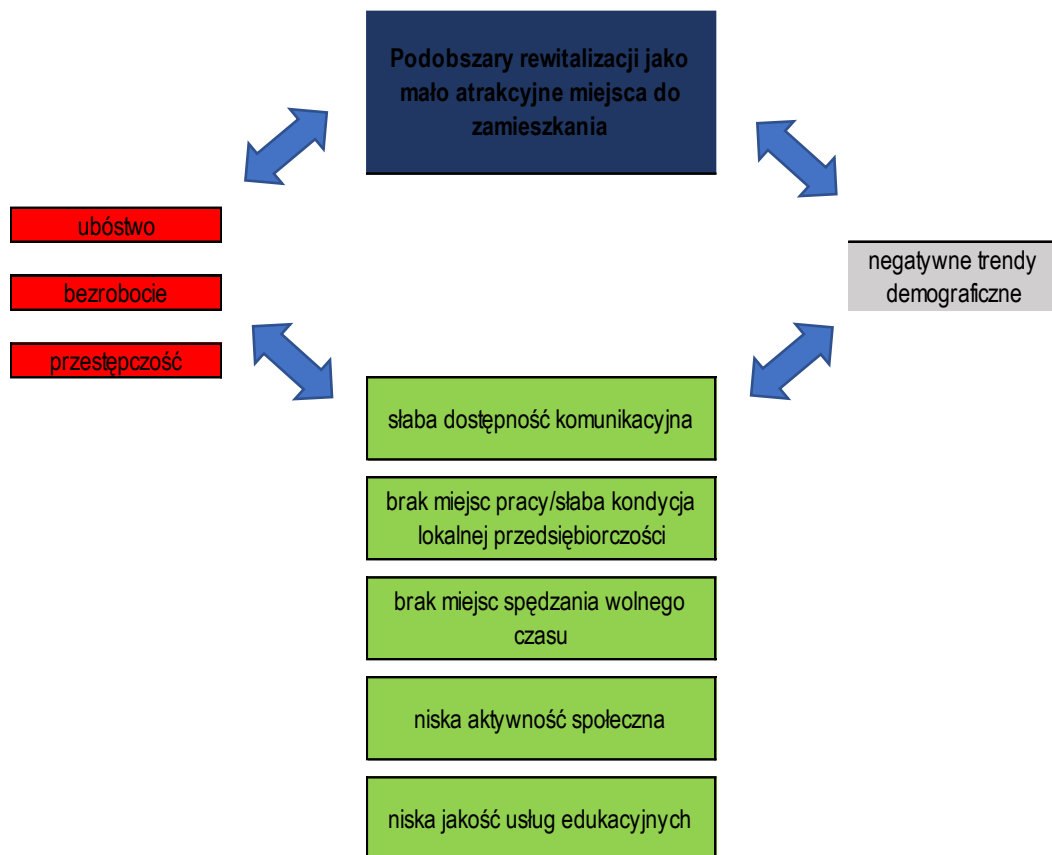 Podobszary rewitalizacji jako
mało atrakcyjne miejsca do
zamieszkania
ubóstwo
bezrobocie
przestępczość
negatywne trendy
demograficzne
słaba dostępność komunikacyjna
brak miejsc pracy/słaba kondycja
lokalnej przedsiębiorczości
brak miejsc spędzania wolnego
czasu
niska aktywność społeczna
niska jakość usług edukacyjnych